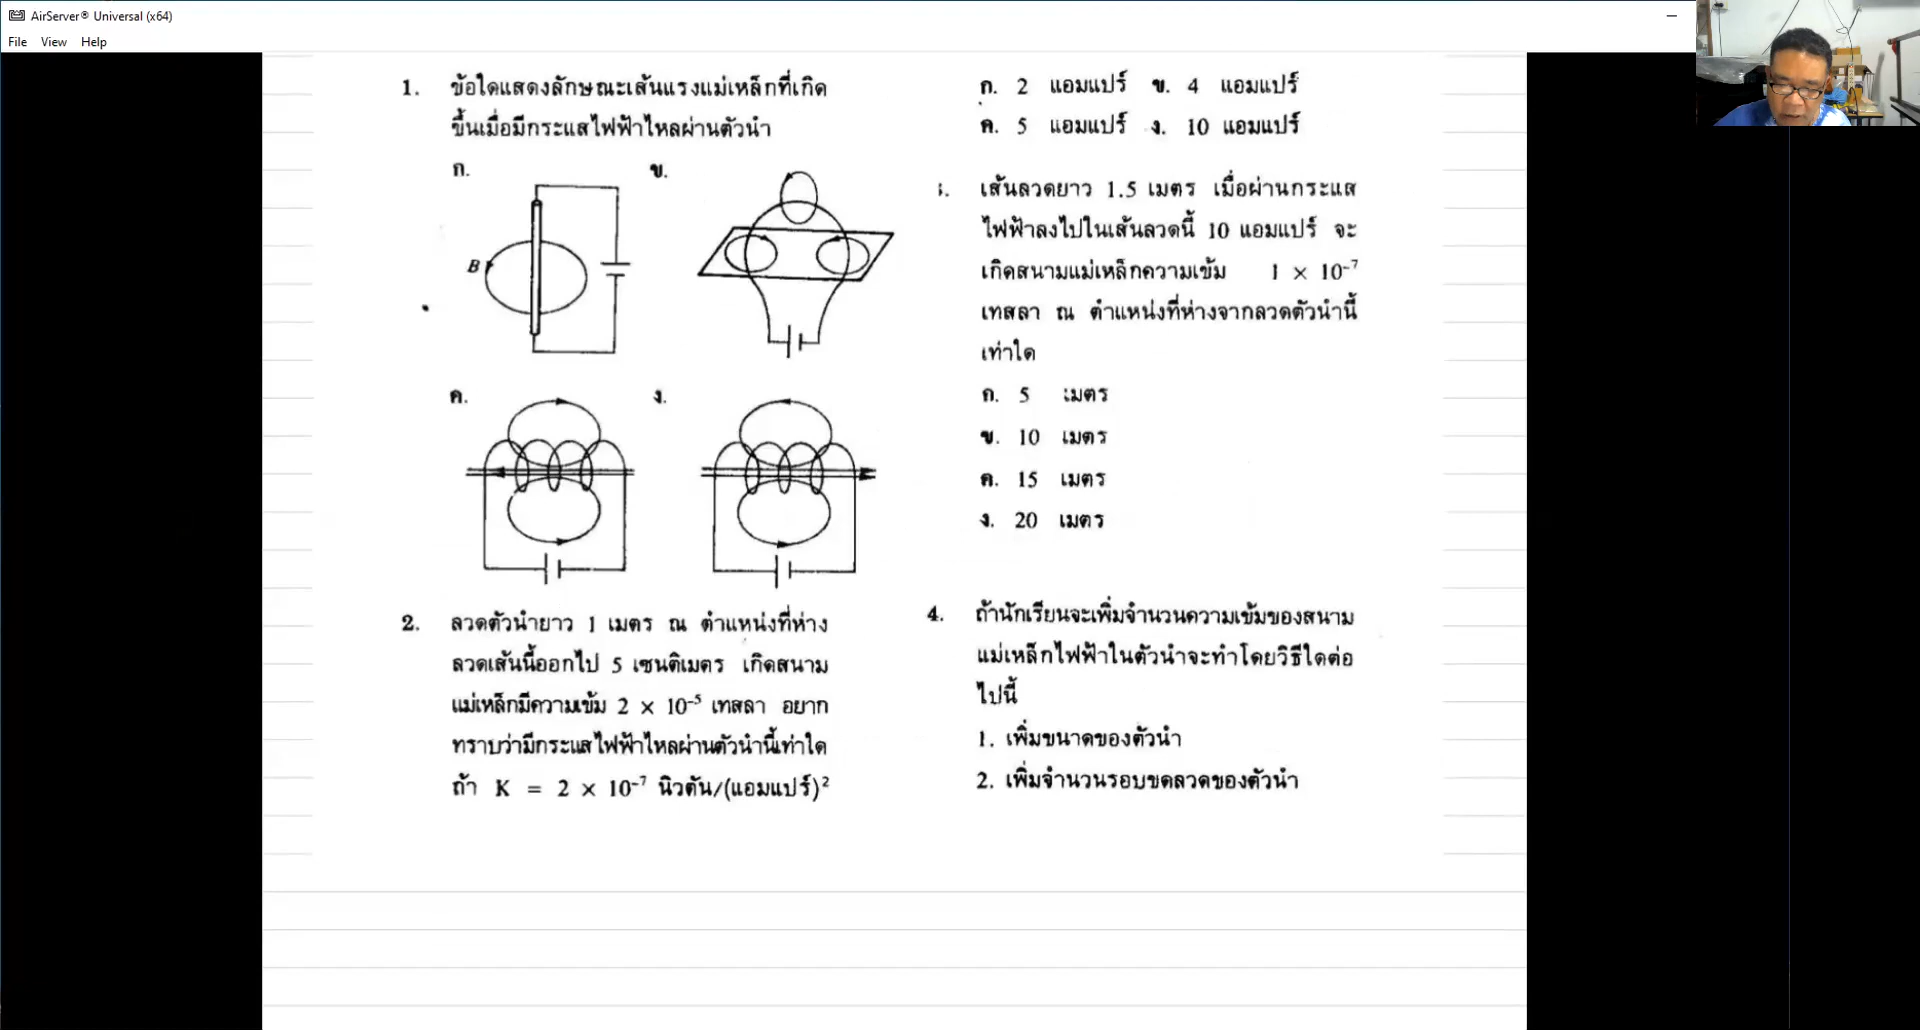 AirServer® Universal (x64)
File View Help
1. ข้อใดแสดงลักษณะเส้นแรงแม่เหล็กที่เกิด
ขึ้นเมื่อมีกระแสไฟฟ้าไหลผ่านตัวนำ
ก. ข.
B
ค. ง.
2. ลวดตัวนำยาว 1 เมตร ณ ตำแหน่งที่ห่าง
ลวดเส้นนี้ออกไป 5 เซนติเมตร เกิดสนาม
แม่เหล็กมีความเข้ม 2 × 10⁻⁵ เทสลา อยาก
ทราบว่ามีกระแสไฟฟ้าไหลผ่านตัวนำนี้เท่าใด
ถ้า K = 2 × 10⁻⁷ นิวตัน/(แอมแปร์)²
ก. 2 แอมแปร์ ข. 4 แอมแปร์
ค. 5 แอมแปร์ ง. 10 แอมแปร์
เส้นลวดยาว 1.5 เมตร เมื่อผ่านกระแส
ไฟฟ้าลงไปในเส้นลวดนี้ 10 แอมแปร์ จะ
เกิดสนามแม่เหล็กความเข้ม 1 × 10⁻⁷
เทสลา ณ ตำแหน่งที่ห่างจากลวดตัวนำนี้
เท่าใด
ก. 5 เมตร
ข. 10 เมตร
ค. 15 เมตร
ง. 20 เมตร
4. ถ้านักเรียนจะเพิ่มจำนวนความเข้มของสนาม
แม่เหล็กไฟฟ้าในตัวนำจะทำโดยวิธีใดต่อ
ไปนี้
1. เพิ่มขนาดของตัวนำ
2. เพิ่มจำนวนรอบขดลวดของตัวนำ